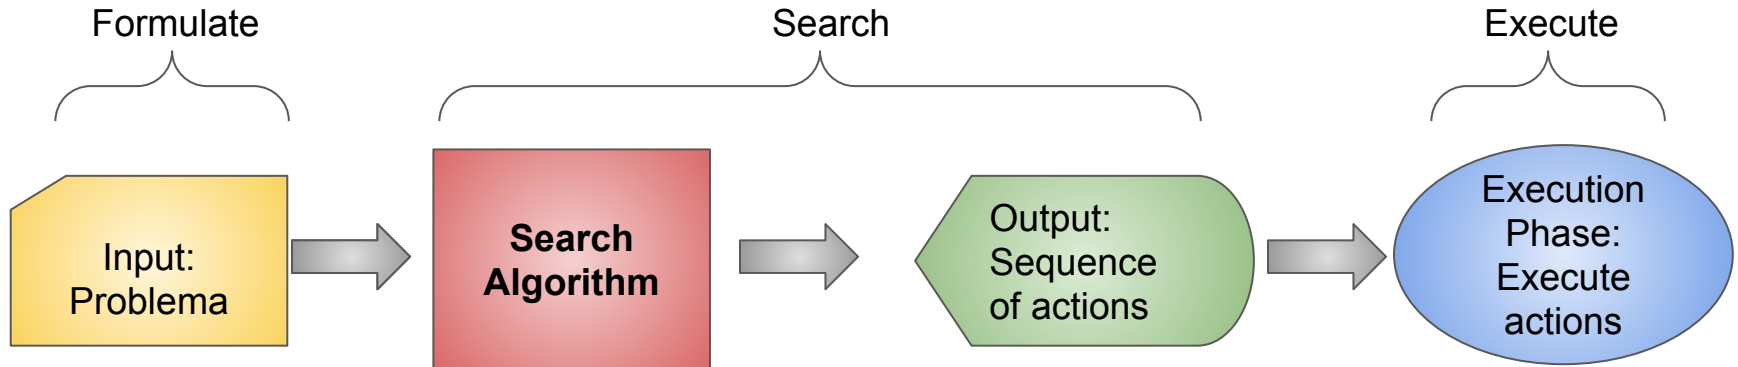 Formulate
Search
Execute
Input:
Problema
Search
Algorithm
Output:
Sequence
of actions
Execution
Phase:
Execute
actions